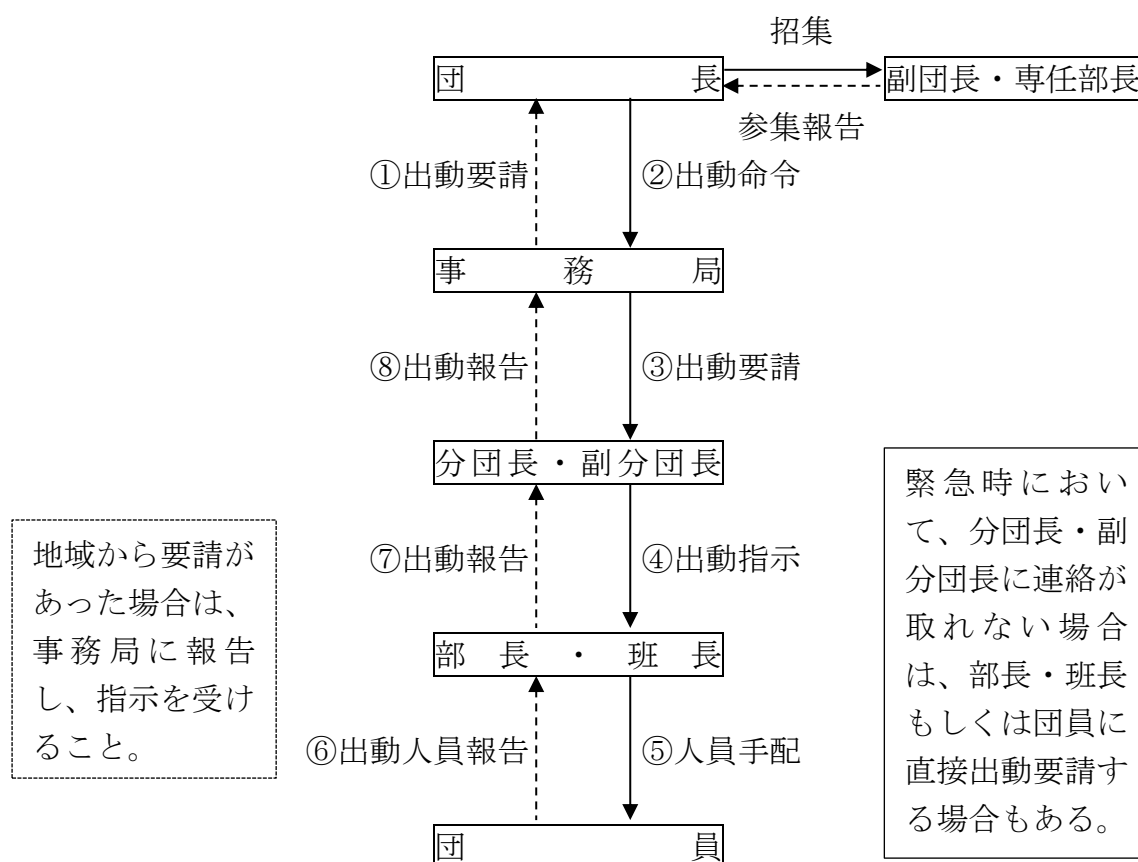 招集
団長
副団長・専任部長
参集報告
①出動要請
②出動命令
事務局
⑧出動報告
③出動要請
分団長・副分団長
⑦出動報告
④出動指示
部長・班長
⑥出動人員報告
⑤人員手配
団員
地域から要請が
あった場合は、
事務局に報告
し、指示を受け
ること。
緊急時におい
て、分団長・副
分団長に連絡が
取れない場合
は、部長・班長
もしくは団員に
直接出動要請す
る場合もある。